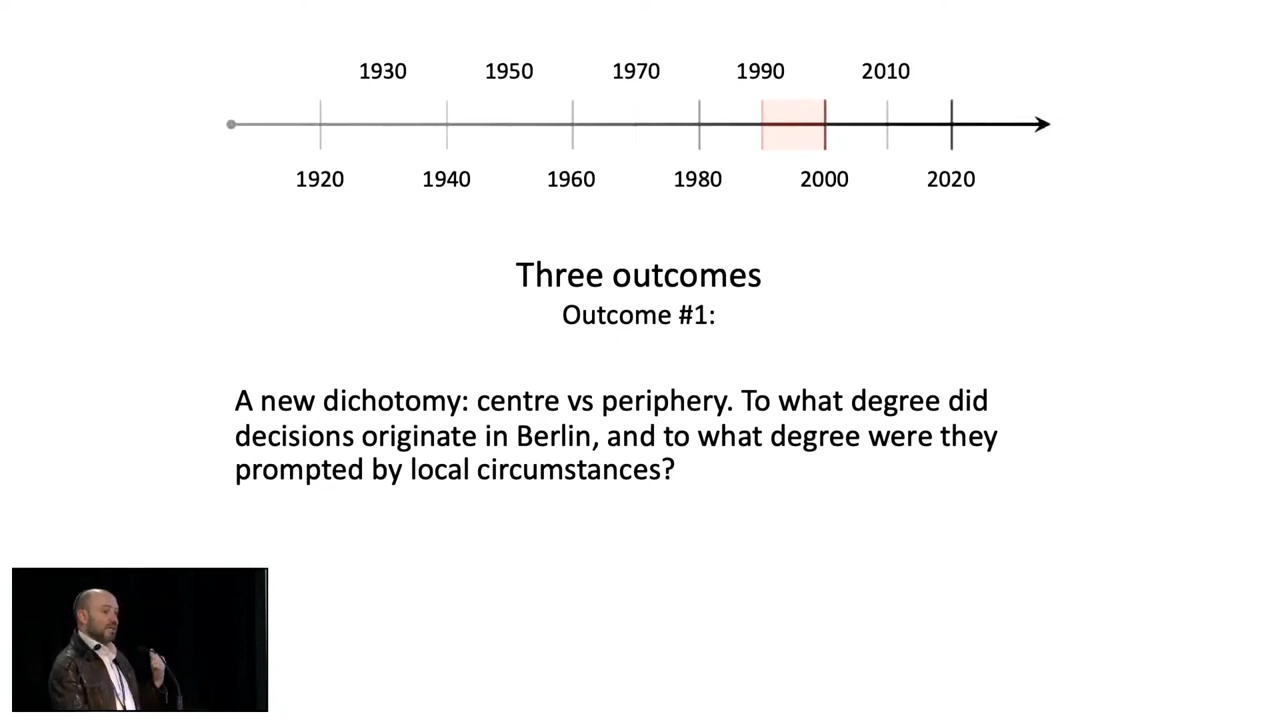 1930 1950 1970 1990 2010
1920 1940 1960 1980 2000 2020
Three outcomes
Outcome #1:
A new dichotomy: centre vs periphery. To what degree did
decisions originate in Berlin, and to what degree were they
prompted by local circumstances?